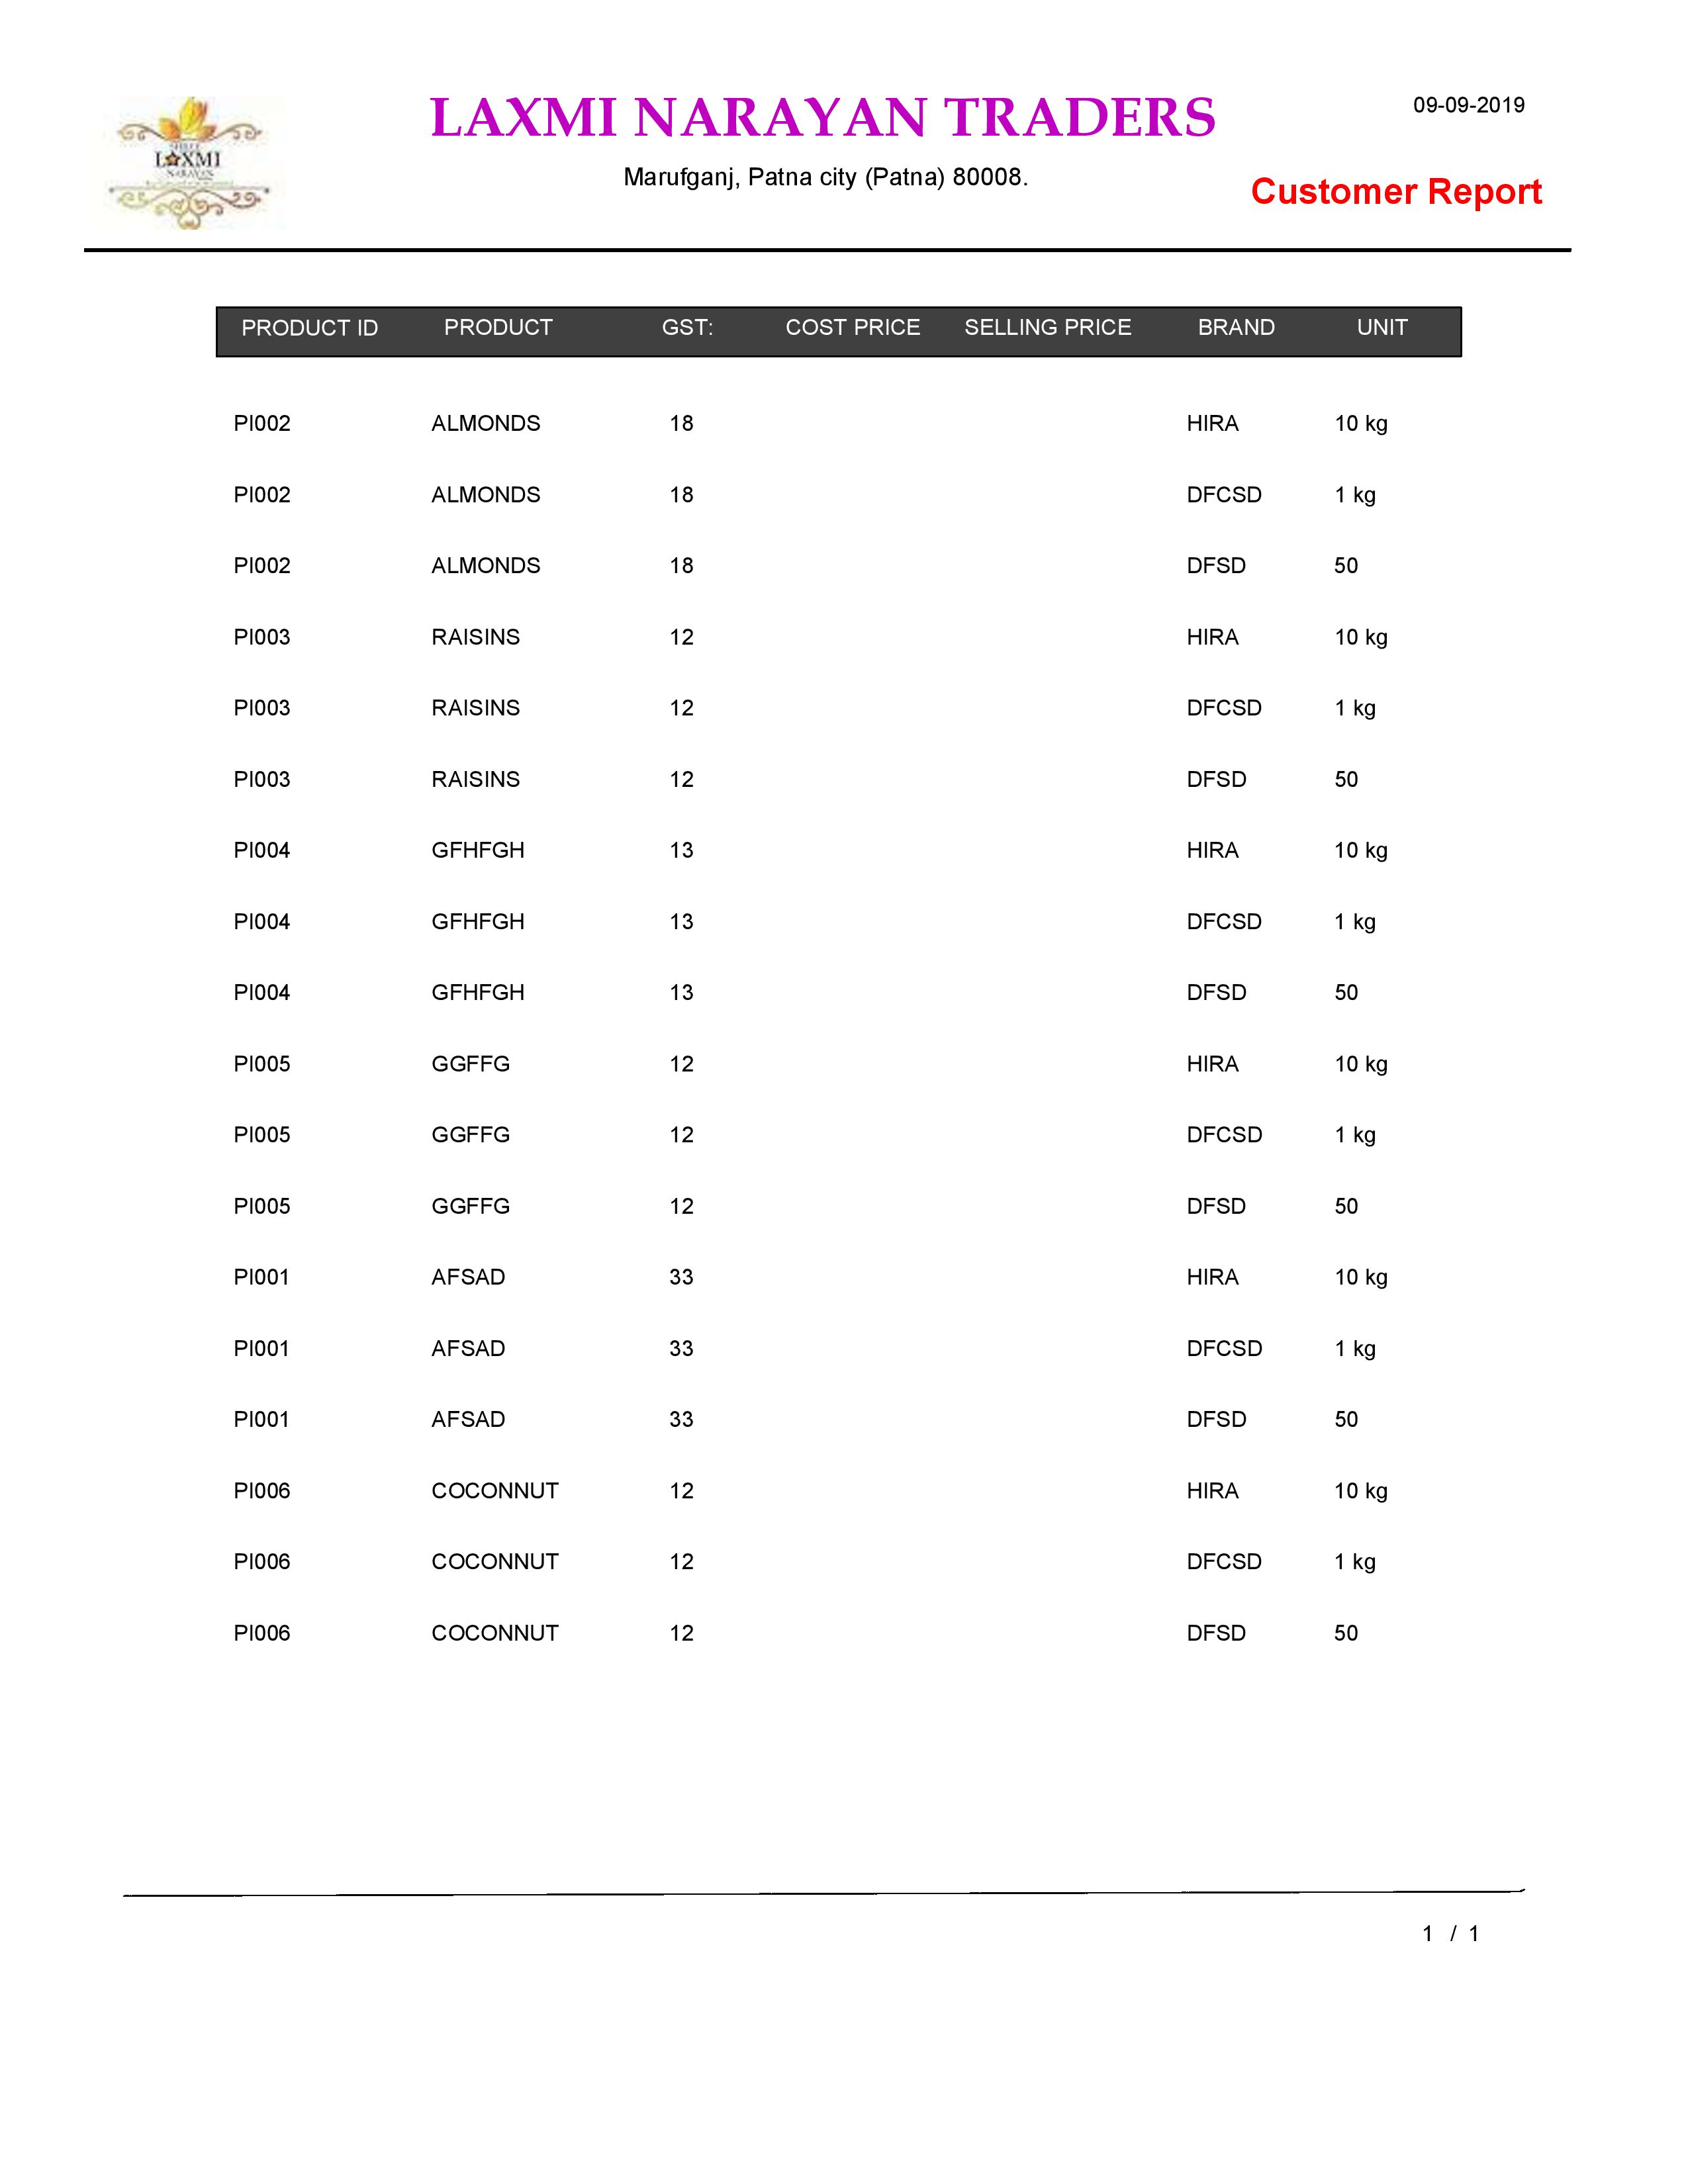 LAXMI NARAYAN TRADERS
09-09-2019
LAXMI
NARAYAN
Marufganj, Patna city (Patna) 80008.
Customer Report
PRODUCT ID PRODUCT GST: COST PRICE SELLING PRICE BRAND UNIT
PI002 ALMONDS 18 HIRA 10 kg
PI002 ALMONDS 18 DFCSD 1 kg
PI002 ALMONDS 18 DFSD 50
PI003 RAISINS 12 HIRA 10 kg
PI003 RAISINS 12 DFCSD 1 kg
PI003 RAISINS 12 DFSD 50
PI004 GFHFGH 13 HIRA 10 kg
PI004 GFHFGH 13 DFCSD 1 kg
PI004 GFHFGH 13 DFSD 50
PI005 GGFFG 12 HIRA 10 kg
PI005 GGFFG 12 DFCSD 1 kg
PI005 GGFFG 12 DFSD 50
PI001 AFSAD 33 HIRA 10 kg
PI001 AFSAD 33 DFCSD 1 kg
PI001 AFSAD 33 DFSD 50
PI006 COCONNUT 12 HIRA 10 kg
PI006 COCONNUT 12 DFCSD 1 kg
PI006 COCONNUT 12 DFSD 50
1 / 1